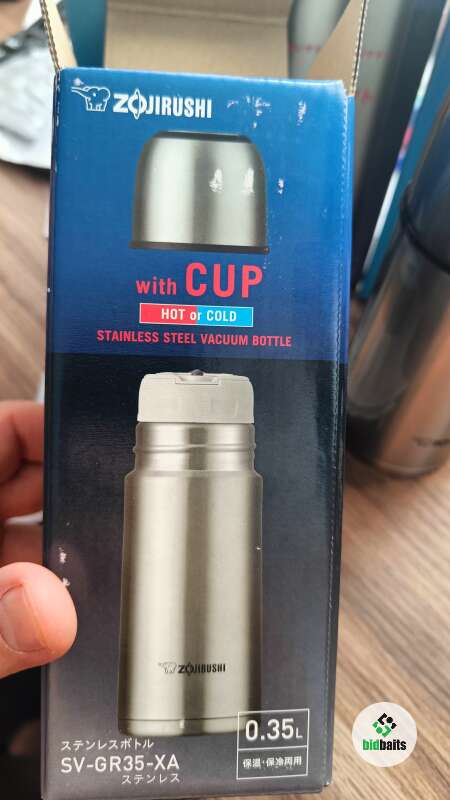 ZOJIRUSHI
with CUP
HOT or COLD
STAINLESS STEEL VACUUM BOTTLE
ZOJIRUSHI
0.35L
保温・保冷両用
ステンレスボトル
SV-GR35-XA
ステンレス
bidbaits